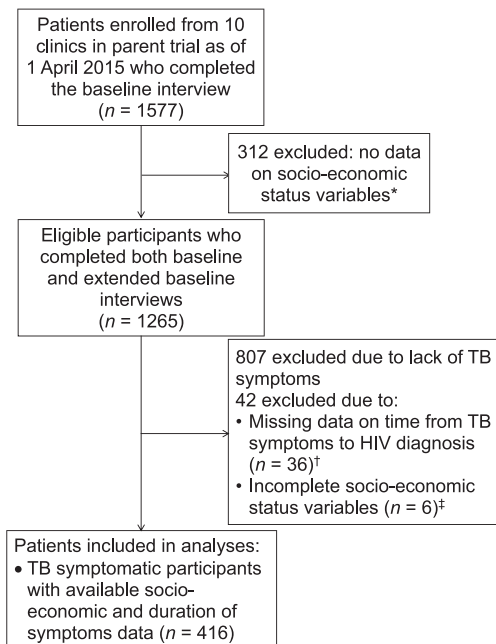 Patients enrolled from 10
clinics in parent trial as of
1 April 2015 who completed
the baseline interview
(n = 1577)
312 excluded: no data
on socio-economic
status variables*
Eligible participants who
completed both baseline
and extended baseline
interviews
(n = 1265)
807 excluded due to lack of TB
symptoms
42 excluded due to:
• Missing data on time from TB
symptoms to HIV diagnosis
(n = 36)†
• Incomplete socio-economic
status variables (n = 6)‡
Patients included in analyses:
• TB symptomatic participants
with available socio-
economic and duration of
symptoms data (n = 416)